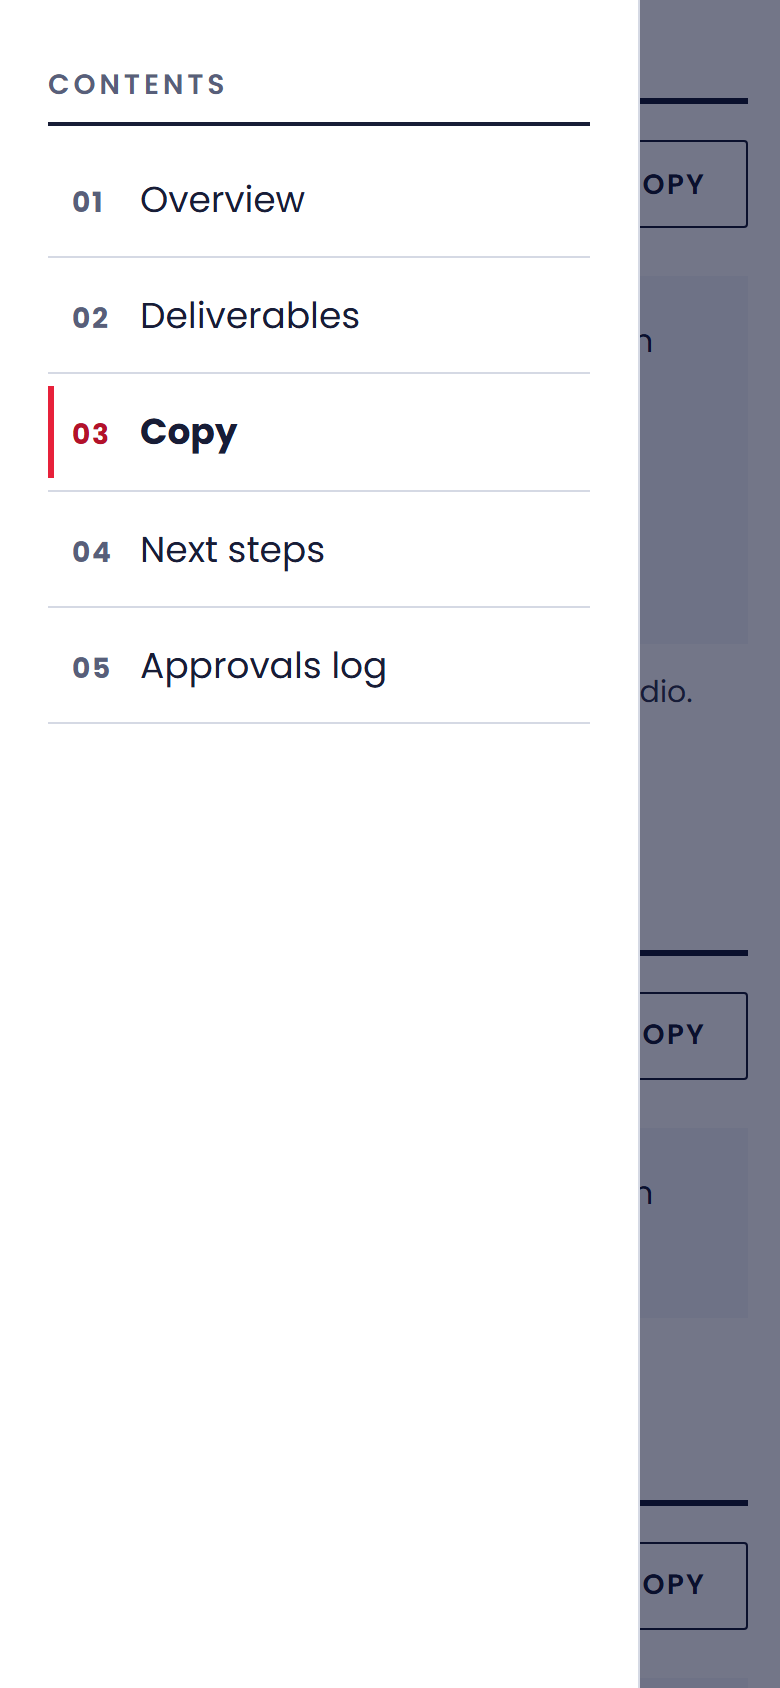 CONTENTS
01 Overview
02 Deliverables
03 Copy
04 Next steps
05 Approvals log
OPY
dio.
OPY
OPY